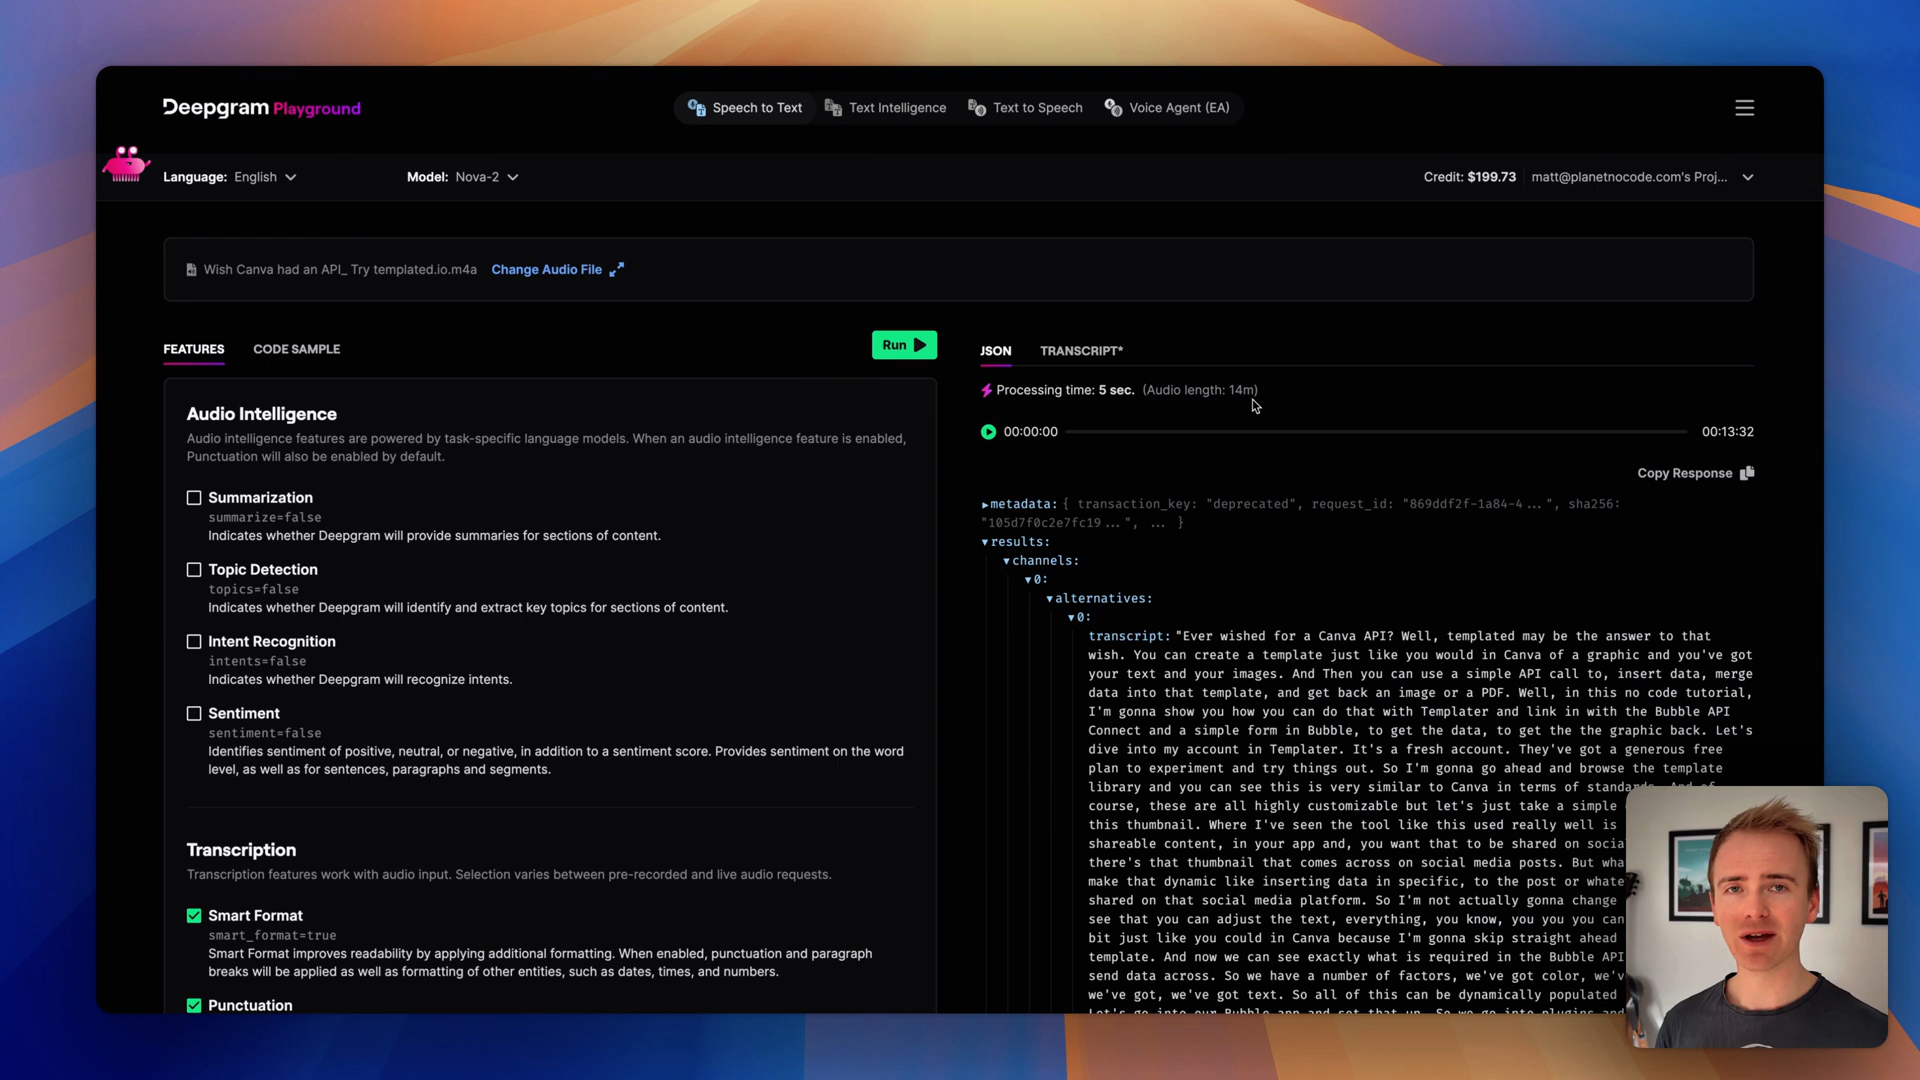 Deepgram Playground
Speech to Text
Text Intelligence
Text to Speech
Voice Agent (EA)
Language: English
Model: Nova-2
Credit: $199.73
matt@planetnocode.com's Proj...
Wish Canva had an API_ Try templated.io.m4a
Change Audio File
FEATURES
CODE SAMPLE
Run
Audio Intelligence
Audio intelligence features are powered by task-specific language models. When an audio intelligence feature is enabled,
Punctuation will also be enabled by default.
Summarization
summarize=false
Indicates whether Deepgram will provide summaries for sections of content.
Topic Detection
topics=false
Indicates whether Deepgram will identify and extract key topics for sections of content.
Intent Recognition
intents=false
Indicates whether Deepgram will recognize intents.
Sentiment
sentiment=false
Identifies sentiment of positive, neutral, or negative, in addition to a sentiment score. Provides sentiment on the word
level, as well as for sentences, paragraphs and segments.
Transcription
Transcription features work with audio input. Selection varies between pre-recorded and live audio requests.
Smart Format
smart_format=true
Smart Format improves readability by applying additional formatting. When enabled, punctuation and paragraph
breaks will be applied as well as formatting of other entities, such as dates, times, and numbers.
Punctuation
JSON
TRANSCRIPT*
Processing time: 5 sec. (Audio length: 14m)
00:00:00
00:13:32
Copy Response
metadata: { transaction_key: "deprecated", request_id: "869ddf2f-1a84-4...", sha256:
"105d7f0c2e7fc19...", ... }
results:
channels:
0:
alternatives:
0:
transcript: "Ever wished for a Canva API? Well, templated may be the answer to that
wish. You can create a template just like you would in Canva of a graphic and you've got
your text and your images. And Then you can use a simple API call to, insert data, merge
data into that template, and get back an image or a PDF. Well, in this no code tutorial,
I'm gonna show you how you can do that with Templater and link in with the Bubble API
Connect and a simple form in Bubble, to get the data, to get the the graphic back. Let's
dive into my account in Templater. It's a fresh account. They've got a generous free
plan to experiment and try things out. So I'm gonna go ahead and browse the template
library and you can see this is very similar to Canva in terms of standards. And of
course, these are all highly customizable but let's just take a simple
this thumbnail. Where I've seen the tool like this used really well is
shareable content, in your app and, you want that to be shared on socia
there's that thumbnail that comes across on social media posts. But wha
make that dynamic like inserting data in specific, to the post or whate
shared on that social media platform. So I'm not actually gonna change
see that you can adjust the text, everything, you know, you you you can
bit just like you could in Canva because I'm gonna skip straight ahead
template. And now we can see exactly what is required in the Bubble API
send data across. So we have a number of factors, we've got color, we'v
we've got, we've got text. So all of this can be dynamically populated
Let's go into our Bubble app and set that up. So we go into plugins and